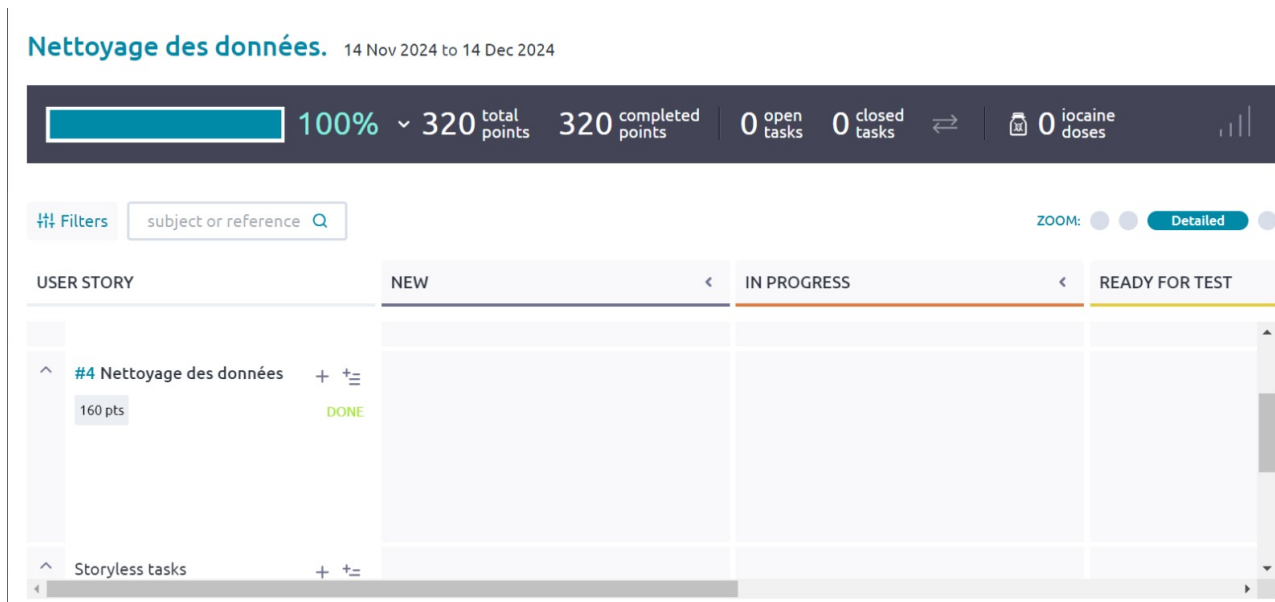 Nettoyage des données. 14 Nov 2024 to 14 Dec 2024
100% 320 total points 320 completed points 0 open tasks 0 closed tasks 0 iocaine doses
Filters subject or reference ZOOM: Detailed
USER STORY NEW IN PROGRESS READY FOR TEST
#4 Nettoyage des données
160 pts DONE
Storyless tasks